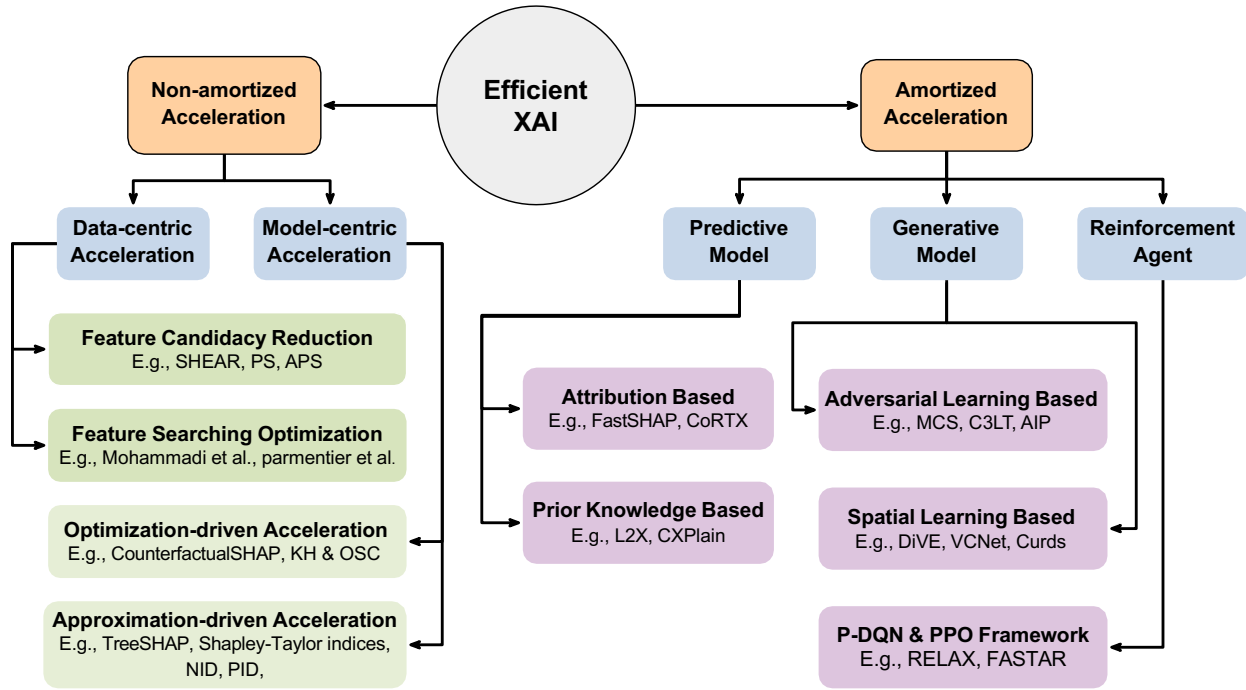 Efficient
XAI
Non-amortized
Acceleration
Amortized
Acceleration
Data-centric
Acceleration
Model-centric
Acceleration
Predictive
Model
Generative
Model
Reinforcement
Agent
Feature Candidacy Reduction
E.g., SHEAR, PS, APS
Feature Searching Optimization
E.g., Mohammadi et al., parmentier et al.
Optimization-driven Acceleration
E.g., CounterfactualSHAP, KH & OSC
Approximation-driven Acceleration
E.g., TreeSHAP, Shapley-Taylor indices,
NID, PID,
Attribution Based
E.g., FastSHAP, CoRTX
Prior Knowledge Based
E.g., L2X, CXPlain
Adversarial Learning Based
E.g., MCS, C3LT, AIP
Spatial Learning Based
E.g., DiVE, VCNet, Curds
P-DQN & PPO Framework
E.g., RELAX, FASTAR